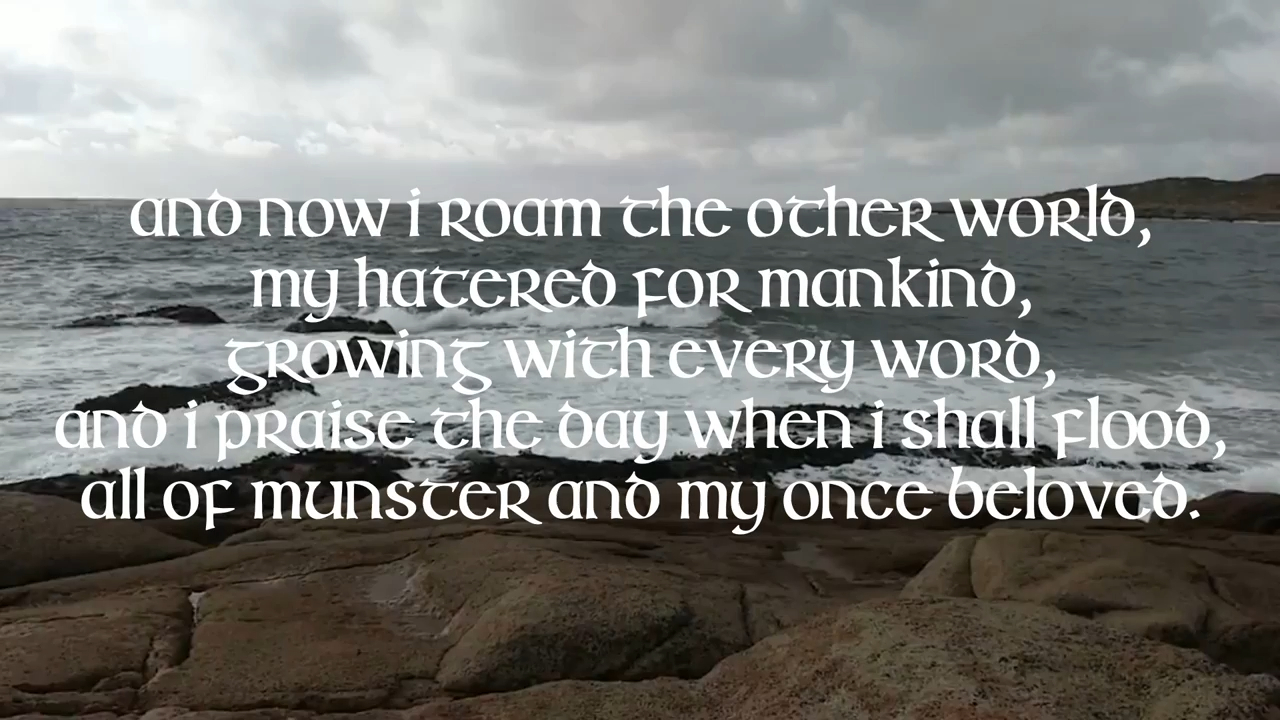 and now i roam the other world,
my hatered for mankind,
growing with every word,
and i praise the day when i shall flood,
all of munster and my once beloved.